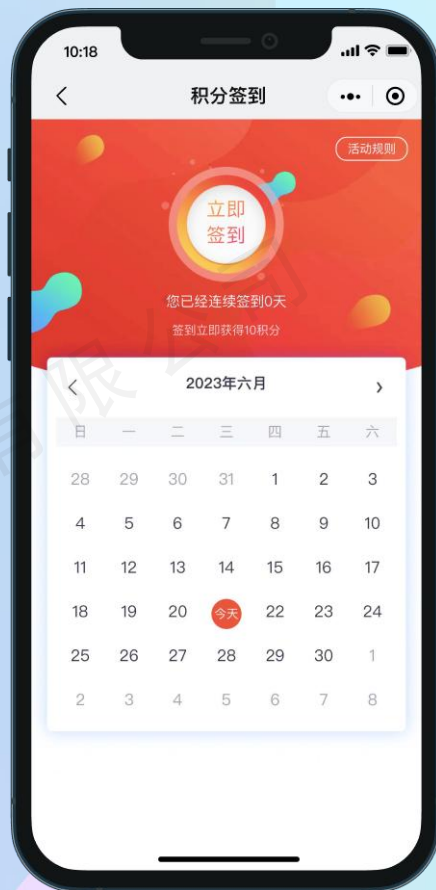 10:18
积分签到
活动规则
立即
签到
您已经连续签到0天
签到立即获得10积分
2023年六月
日 一 二 三 四 五 六
28 29 30 31 1 2 3
4 5 6 7 8 9 10
11 12 13 14 15 16 17
18 19 20 今天 22 23 24
25 26 27 28 29 30 1
2 3 4 5 6 7 8
有限公司